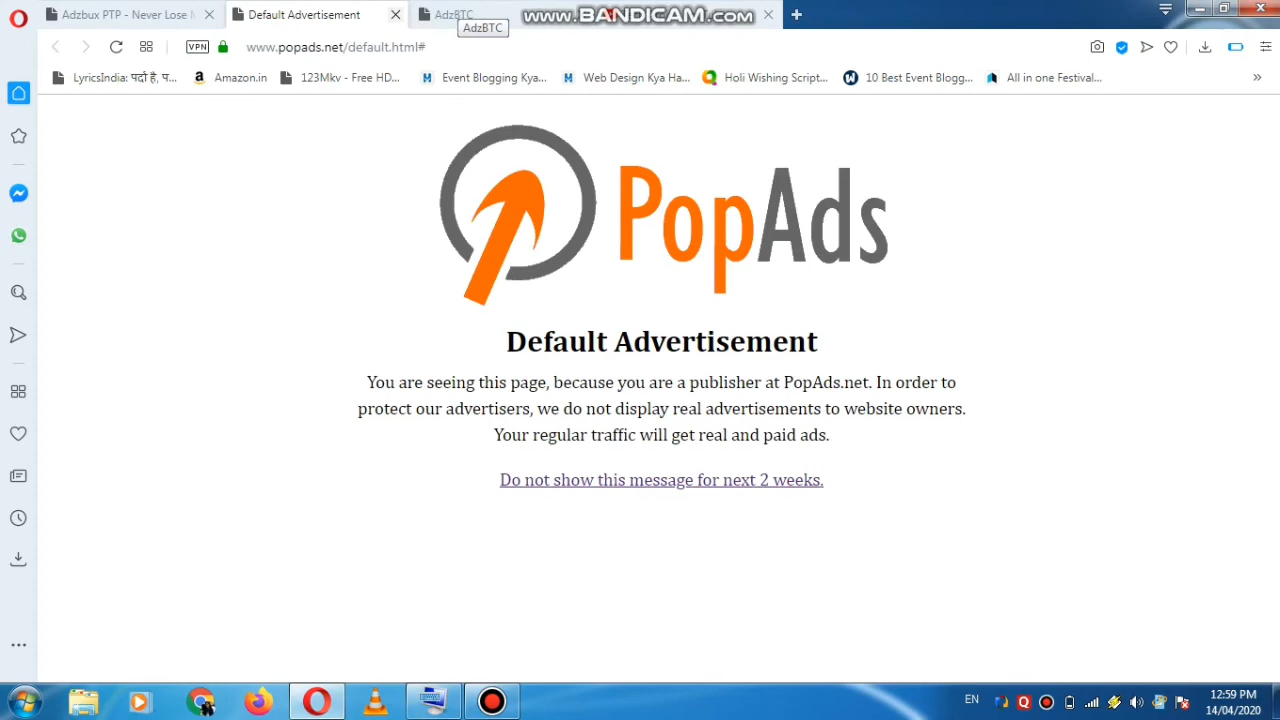 Adzbux PTP - Never Lose M
Default Advertisement
AdzBTC
www.BANDICAM.com
AdzBTC
VPN
www.popads.net/default.html#
LyricsIndia: पर्दा है, प...
Amazon.in
123Mkv - Free HD...
Event Blogging Kya...
Web Design Kya Ha...
Holi Wishing Script...
10 Best Event Blogg...
All in one Festival...
PopAds
Default Advertisement
You are seeing this page, because you are a publisher at PopAds.net. In order to
protect our advertisers, we do not display real advertisements to website owners.
Your regular traffic will get real and paid ads.
Do not show this message for next 2 weeks.
EN
12:59 PM
14/04/2020